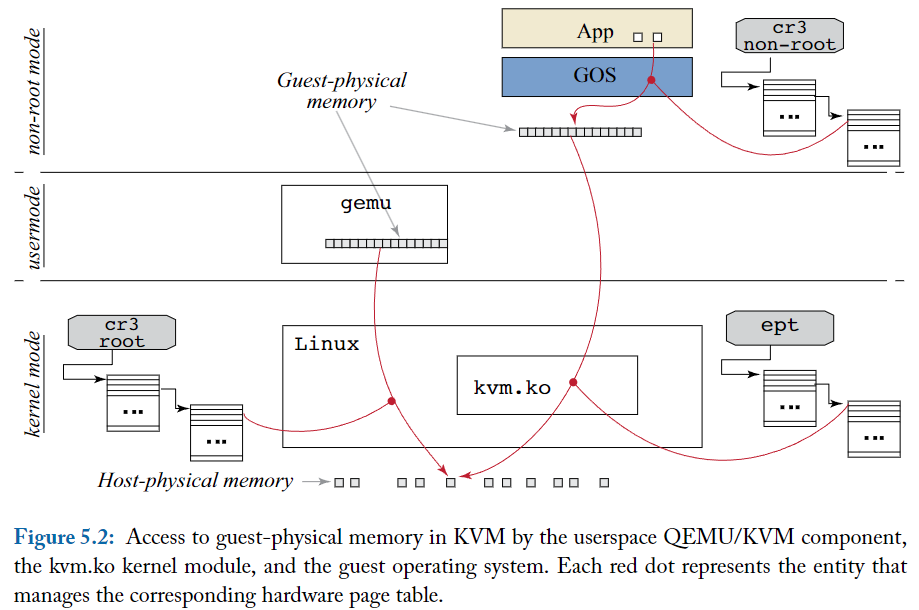 non-root mode
App
GOS
cr3
non-root
Guest-physical
memory
usermode
gemu
kernel mode
cr3
root
Linux
kvm.ko
ept
Host-physical memory
Figure 5.2: Access to guest-physical memory in KVM by the userspace QEMU/KVM component,
the kvm.ko kernel module, and the guest operating system. Each red dot represents the entity that
manages the corresponding hardware page table.